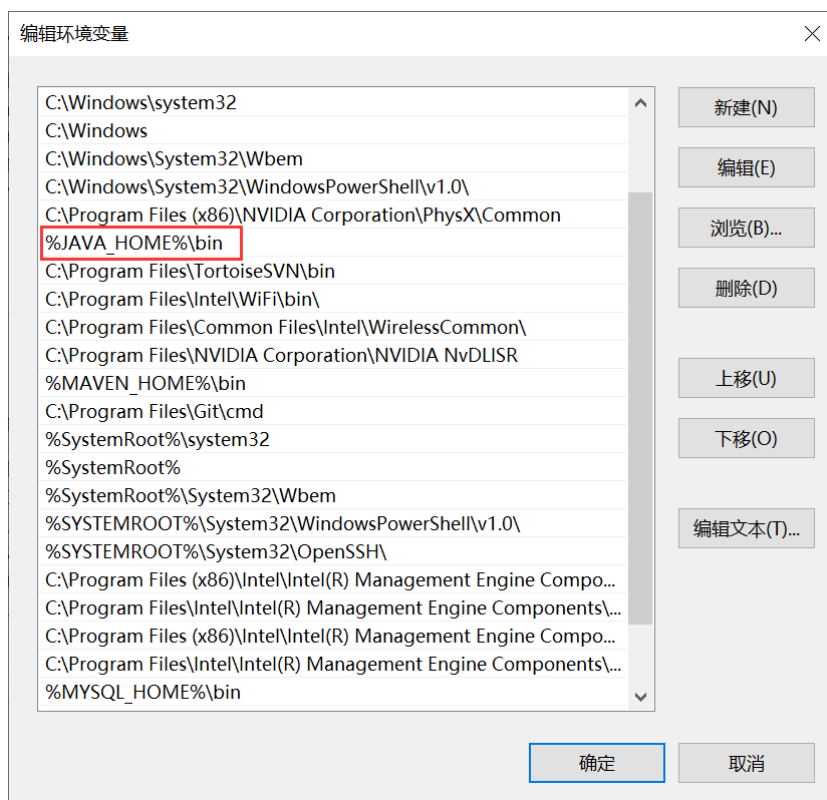 编辑环境变量
C:\Windows\system32
C:\Windows
C:\Windows\System32\Wbem
C:\Windows\System32\WindowsPowerShell\v1.0\
C:\Program Files (x86)\NVIDIA Corporation\PhysX\Common
%JAVA_HOME%\bin
C:\Program Files\TortoiseSVN\bin
C:\Program Files\Intel\WiFi\bin\
C:\Program Files\Common Files\Intel\WirelessCommon\
C:\Program Files\NVIDIA Corporation\NVIDIA NvDLISR
%MAVEN_HOME%\bin
C:\Program Files\Git\cmd
%SystemRoot%\system32
%SystemRoot%
%SystemRoot%\System32\Wbem
%SYSTEMROOT%\System32\WindowsPowerShell\v1.0\
%SYSTEMROOT%\System32\OpenSSH\
C:\Program Files (x86)\Intel\Intel(R) Management Engine Compo...
C:\Program Files\Intel\Intel(R) Management Engine Components\...
C:\Program Files (x86)\Intel\Intel(R) Management Engine Compo...
C:\Program Files\Intel\Intel(R) Management Engine Components\...
%MYSQL_HOME%\bin
新建(N)
编辑(E)
浏览(B)...
删除(D)
上移(U)
下移(O)
编辑文本(T)...
确定
取消